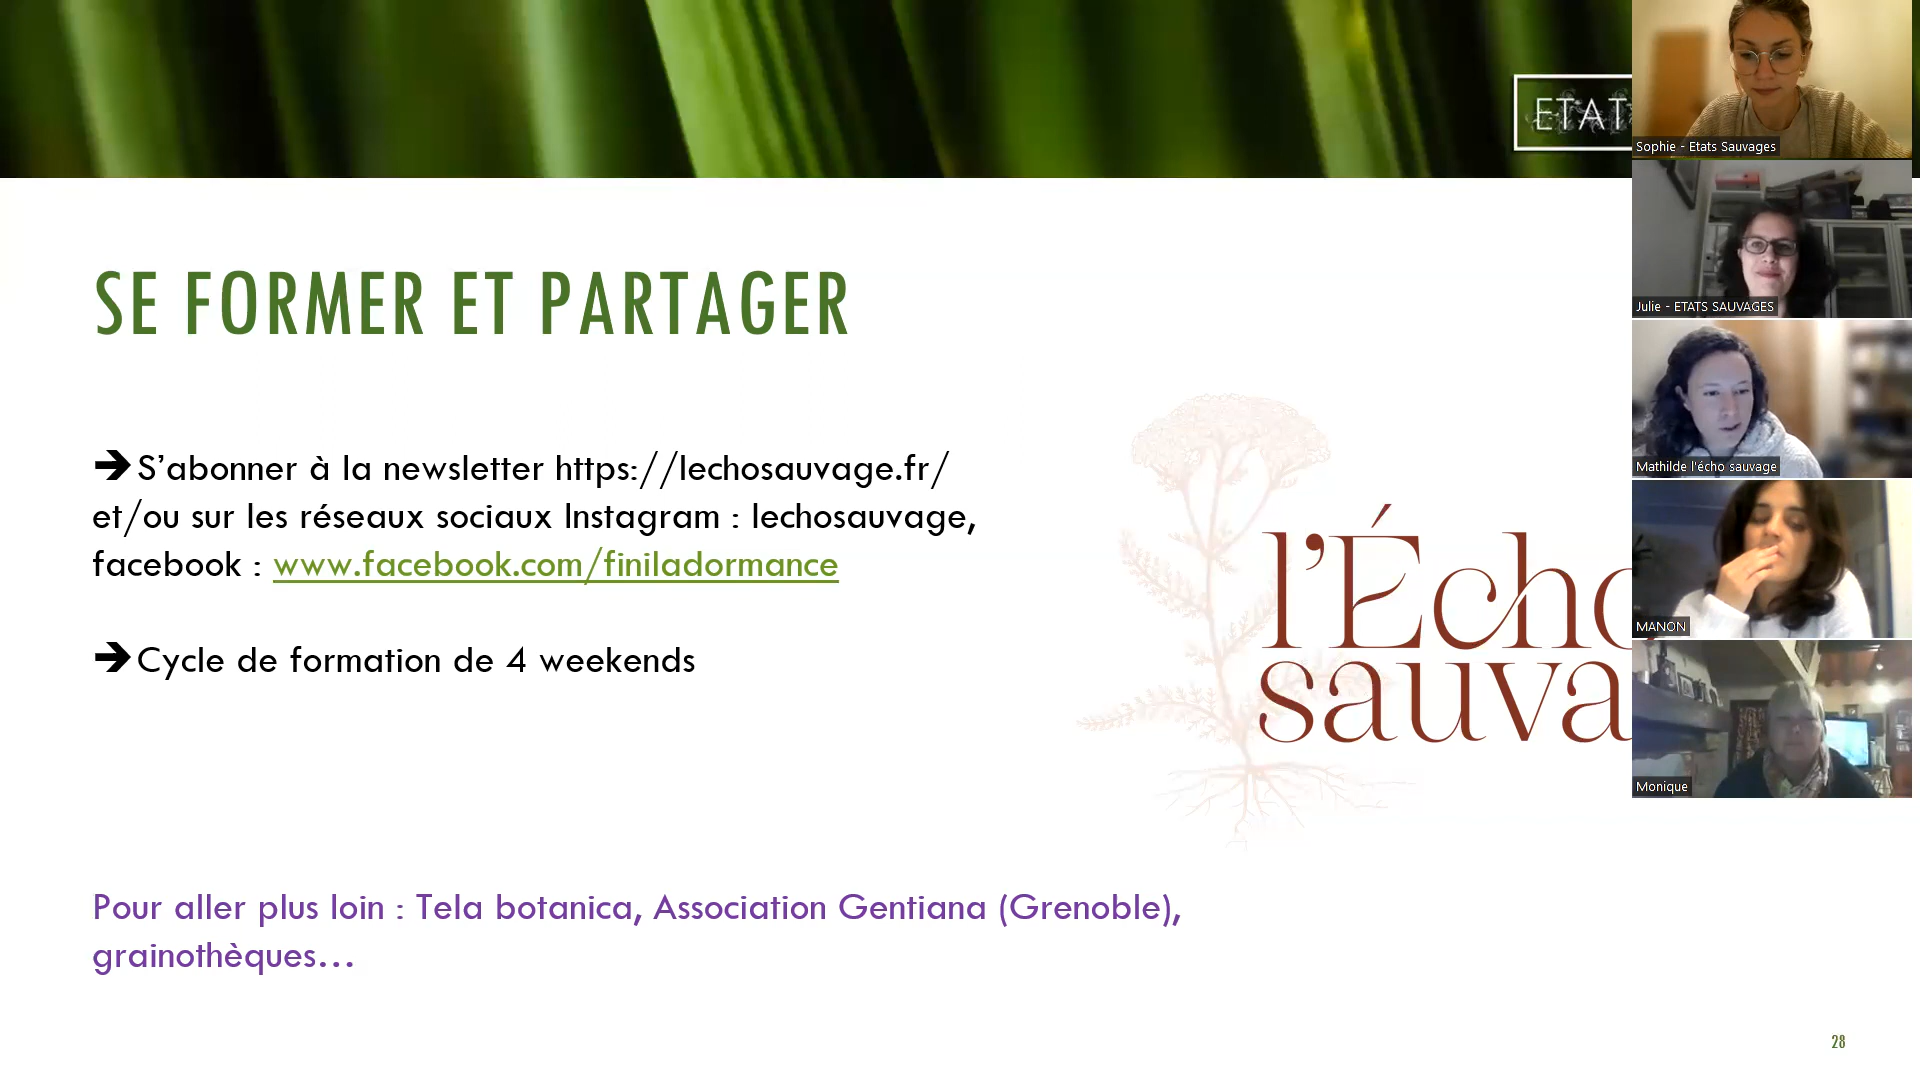 ETAT
SE FORMER ET PARTAGER
➔S’abonner à la newsletter https://lechosauvage.fr/
et/ou sur les réseaux sociaux Instagram : lechosauvage,
facebook : www.facebook.com/finiladormance
➔Cycle de formation de 4 weekends
l’Écho
sauva
Pour aller plus loin : Tela botanica, Association Gentiana (Grenoble),
grainothèques…
28
Sophie - Etats Sauvages
Julie - ETATS SAUVAGES
Mathilde l'écho sauvage
MANON
Monique